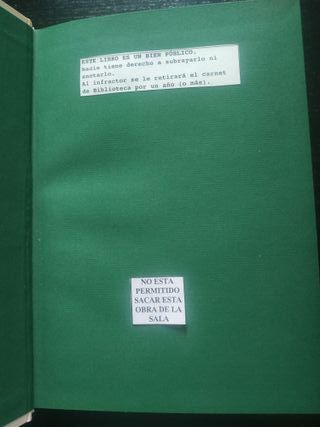 ESTE LIBRO ES UN BIEN PÚBLICO.
Nadie tiene derecho a subrayarlo ni
anotarlo.
Al infractor se le retirará el carnet
de Biblioteca por un año (o más).
NO ESTA
PERMITIDO
SACAR ESTA
OBRA DE LA
SALA